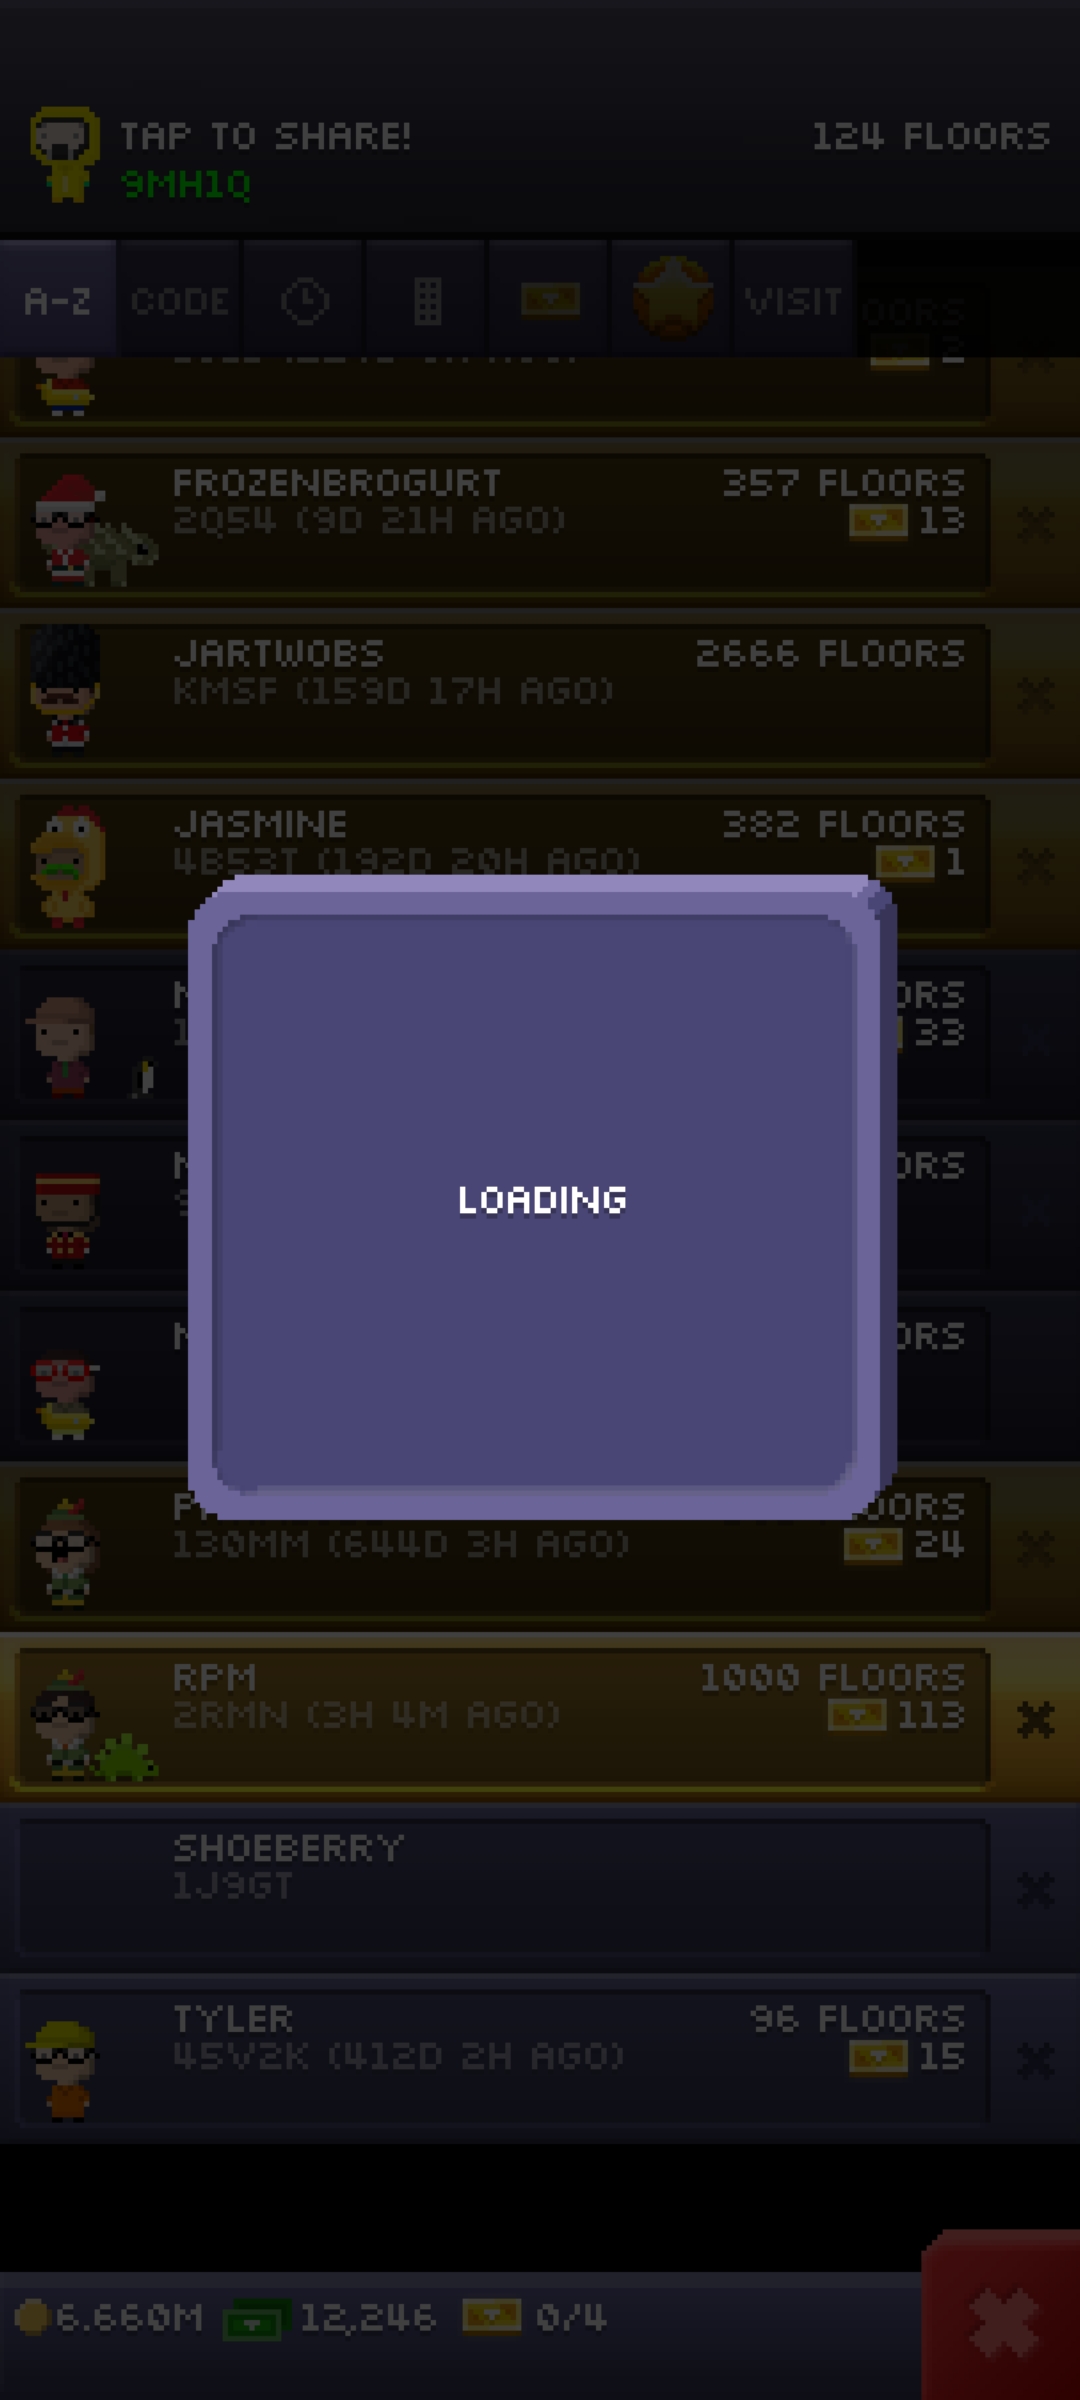 TAP TO SHARE!
124 FLOORS
9MH1Q
A-Z
CODE
VISIT
2
FROZENBROGURT
357 FLOORS
2Q54 (9D 21H AGO)
13
JARTWOBS
2666 FLOORS
KMSF (159D 17H AGO)
JASMINE
382 FLOORS
4B53T (192D 20H AGO)
1
33
LOADING
130MM (644D 3H AGO)
24
RPM
1000 FLOORS
2RMN (3H 4M AGO)
113
SHOEBERRY
1J9GT
TYLER
96 FLOORS
45V2K (412D 2H AGO)
15
6.660M
12,246
0/4